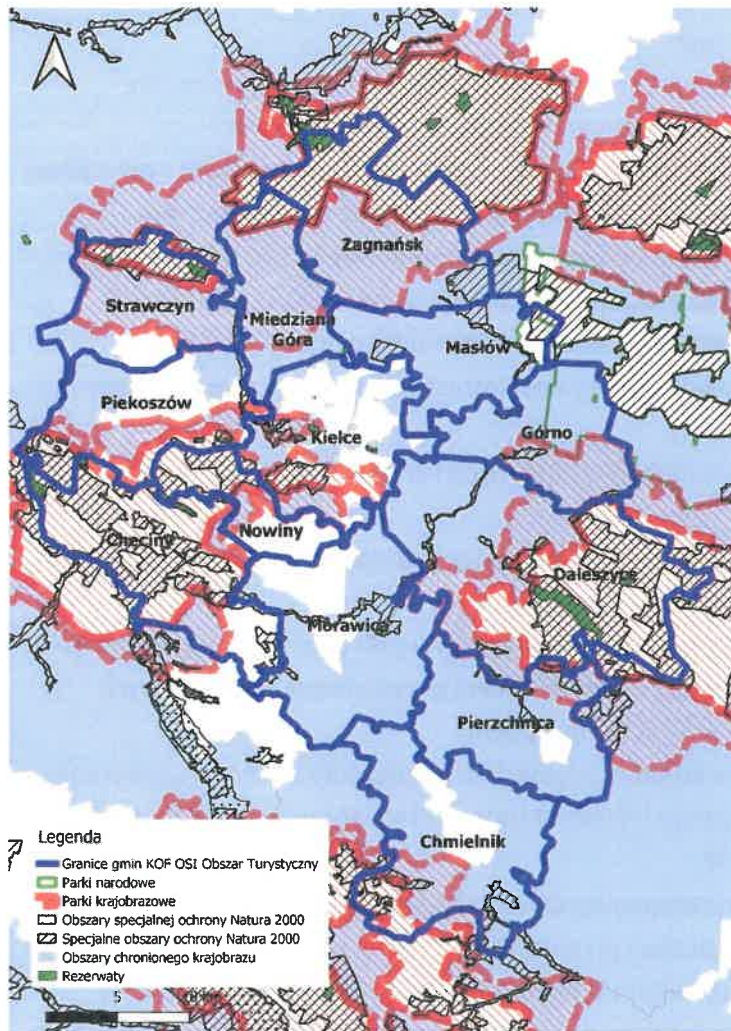 Zagnańsk
Strawczyn
Miedziana
Góra
Masłów
Piekoszów
Kielce
Górno
Nowiny
Chęciny
Daleszyce
Morawica
Pierzchnica
Chmielnik
Legenda
Granice gmin KOF OSI Obszar Turystyczny
Parki narodowe
Parki krajobrazowe
Obszary specjalnej ochrony Natura 2000
Specjalne obszary ochrony Natura 2000
Obszary chronionego krajobrazu
Rezerwaty
5